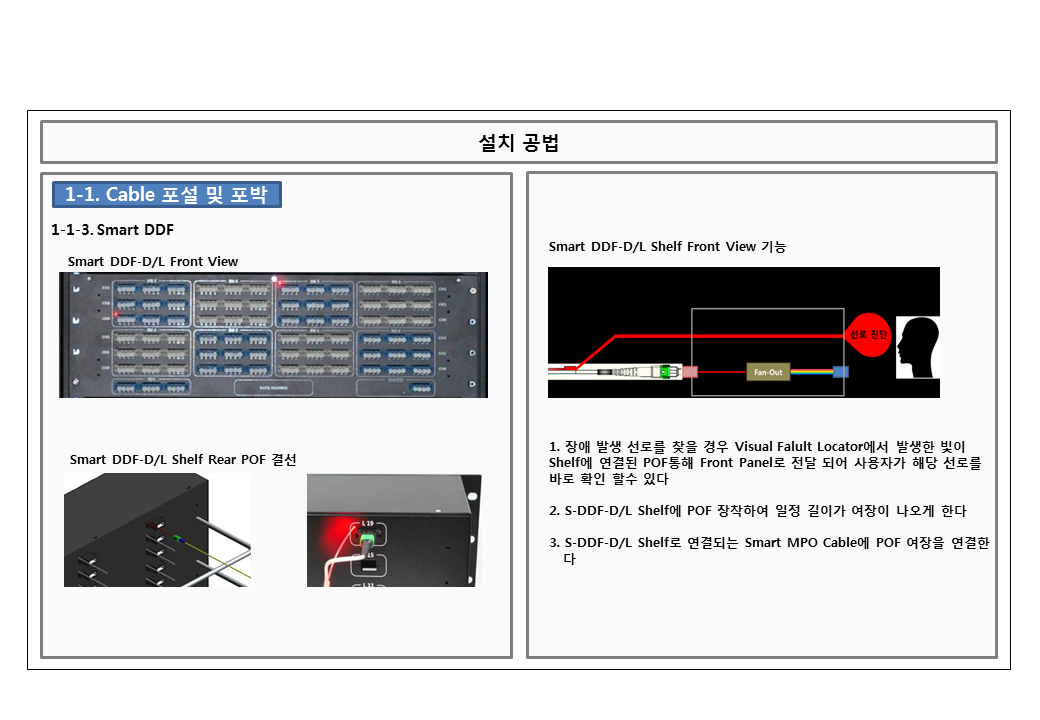 설치 공법
1-1. Cable 포설 및 포박
1-1-3. Smart DDF
Smart DDF-D/L Front View
Smart DDF-D/L Shelf Rear POF 결선
L 19
L 11
Smart DDF-D/L Shelf Front View 기능
선로 진단
Fan-Out
1. 장애 발생 선로를 찾을 경우 Visual Falult Locator에서 발생한 빛이
Shelf에 연결된 POF통해 Front Panel로 전달 되어 사용자가 해당 선로를
바로 확인 할수 있다
2. S-DDF-D/L Shelf에 POF 장착하여 일정 길이가 여장이 나오게 한다
3. S-DDF-D/L Shelf로 연결되는 Smart MPO Cable에 POF 여장을 연결한
다